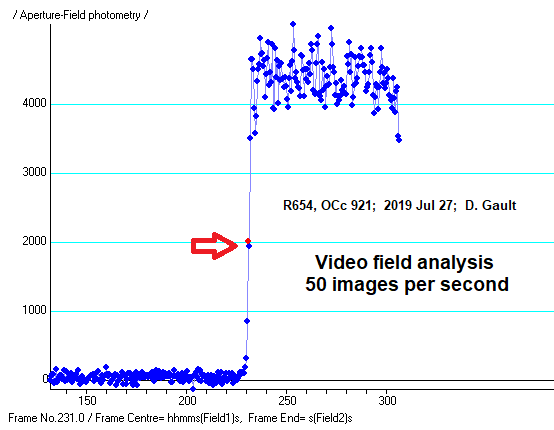 / Aperture-Field photometry /
4000
3000
R654, OCc 921; 2019 Jul 27; D. Gault
2000
Video field analysis
50 images per second
1000
0
150 200 250 300
Frame No.231.0 / Frame Centre= hhmms(Field1)s, Frame End= s(Field2)s